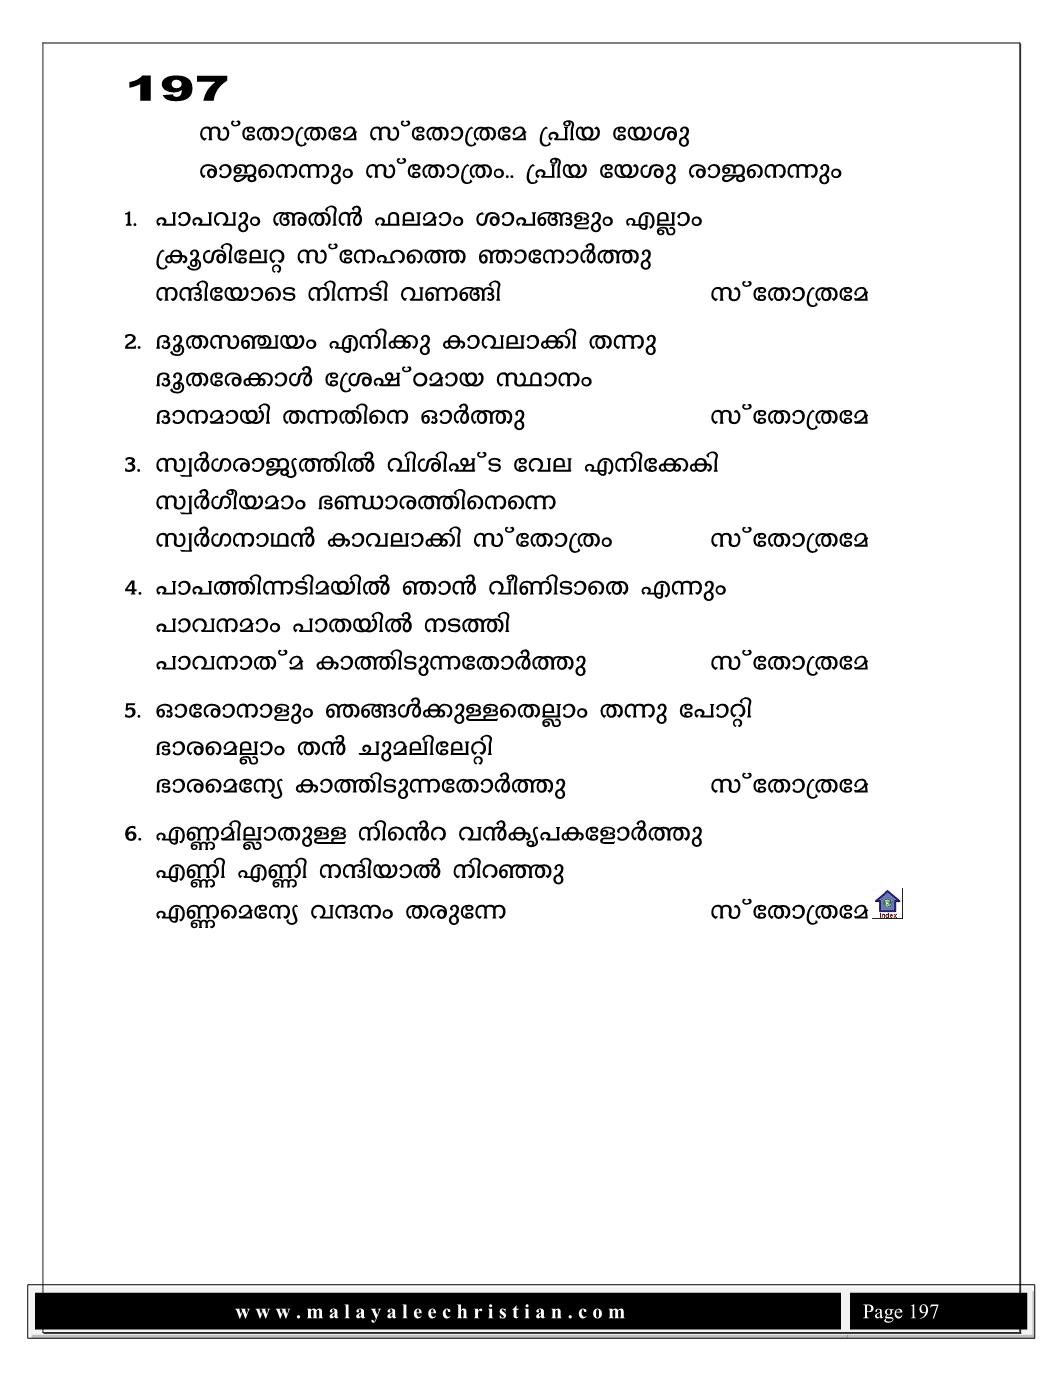 197
സ്തോത്രമേ സ്തോത്രമേ പ്രീയ യേശു
രാജനെന്നും സ്തോത്രം.. പ്രീയ യേശു രാജനെന്നും
1. പാപവും അതിൻ ഫലമാം ശാപങ്ങളും എല്ലാം
ക്രൂശിലേറ്റ സ്നേഹത്തെ ഞാനോർത്തു
നന്ദിയോടെ നിന്നടി വണങ്ങി സ്തോത്രമേ
2. ദൂതസഞ്ചയം എനിക്കു കാവലാക്കി തന്നു
ദൂതരേക്കാൾ ശ്രേഷ്ഠമായ സ്ഥാനം
ദാനമായി തന്നതിനെ ഓർത്തു സ്തോത്രമേ
3. സ്വർഗരാജ്യത്തിൽ വിശിഷ്ട വേല എനിക്കേകി
സ്വർഗീയമാം ഭണ്ഡാരത്തിനെന്നെ
സ്വർഗനാഥൻ കാവലാക്കി സ്തോത്രം സ്തോത്രമേ
4. പാപത്തിന്നടിമയിൽ ഞാൻ വീണിടാതെ എന്നും
പാവനമാം പാതയിൽ നടത്തി
പാവനാത്മ കാത്തിടുന്നതോർത്തു സ്തോത്രമേ
5. ഓരോനാളും ഞങ്ങൾക്കുള്ളതെല്ലാം തന്നു പോറ്റി
ഭാരമെല്ലാം തൻ ചുമലിലേറ്റി
ഭാരമെന്യേ കാത്തിടുന്നതോർത്തു സ്തോത്രമേ
6. എണ്ണമില്ലാതുള്ള നിൻെറ വൻകൃപകളോർത്തു
എണ്ണി എണ്ണി നന്ദിയാൽ നിറഞ്ഞു
എണ്ണമെന്യേ വന്ദനം തരുന്നേ സ്തോത്രമേ Index
www.malayaleechristian.com Page 197